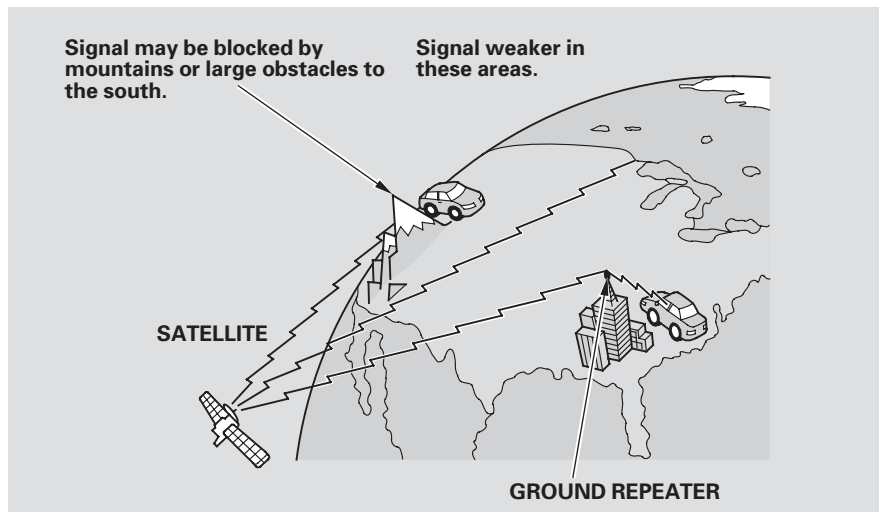 Signal may be blocked by
mountains or large obstacles to
the south.
Signal weaker in
these areas.
SATELLITE
GROUND REPEATER